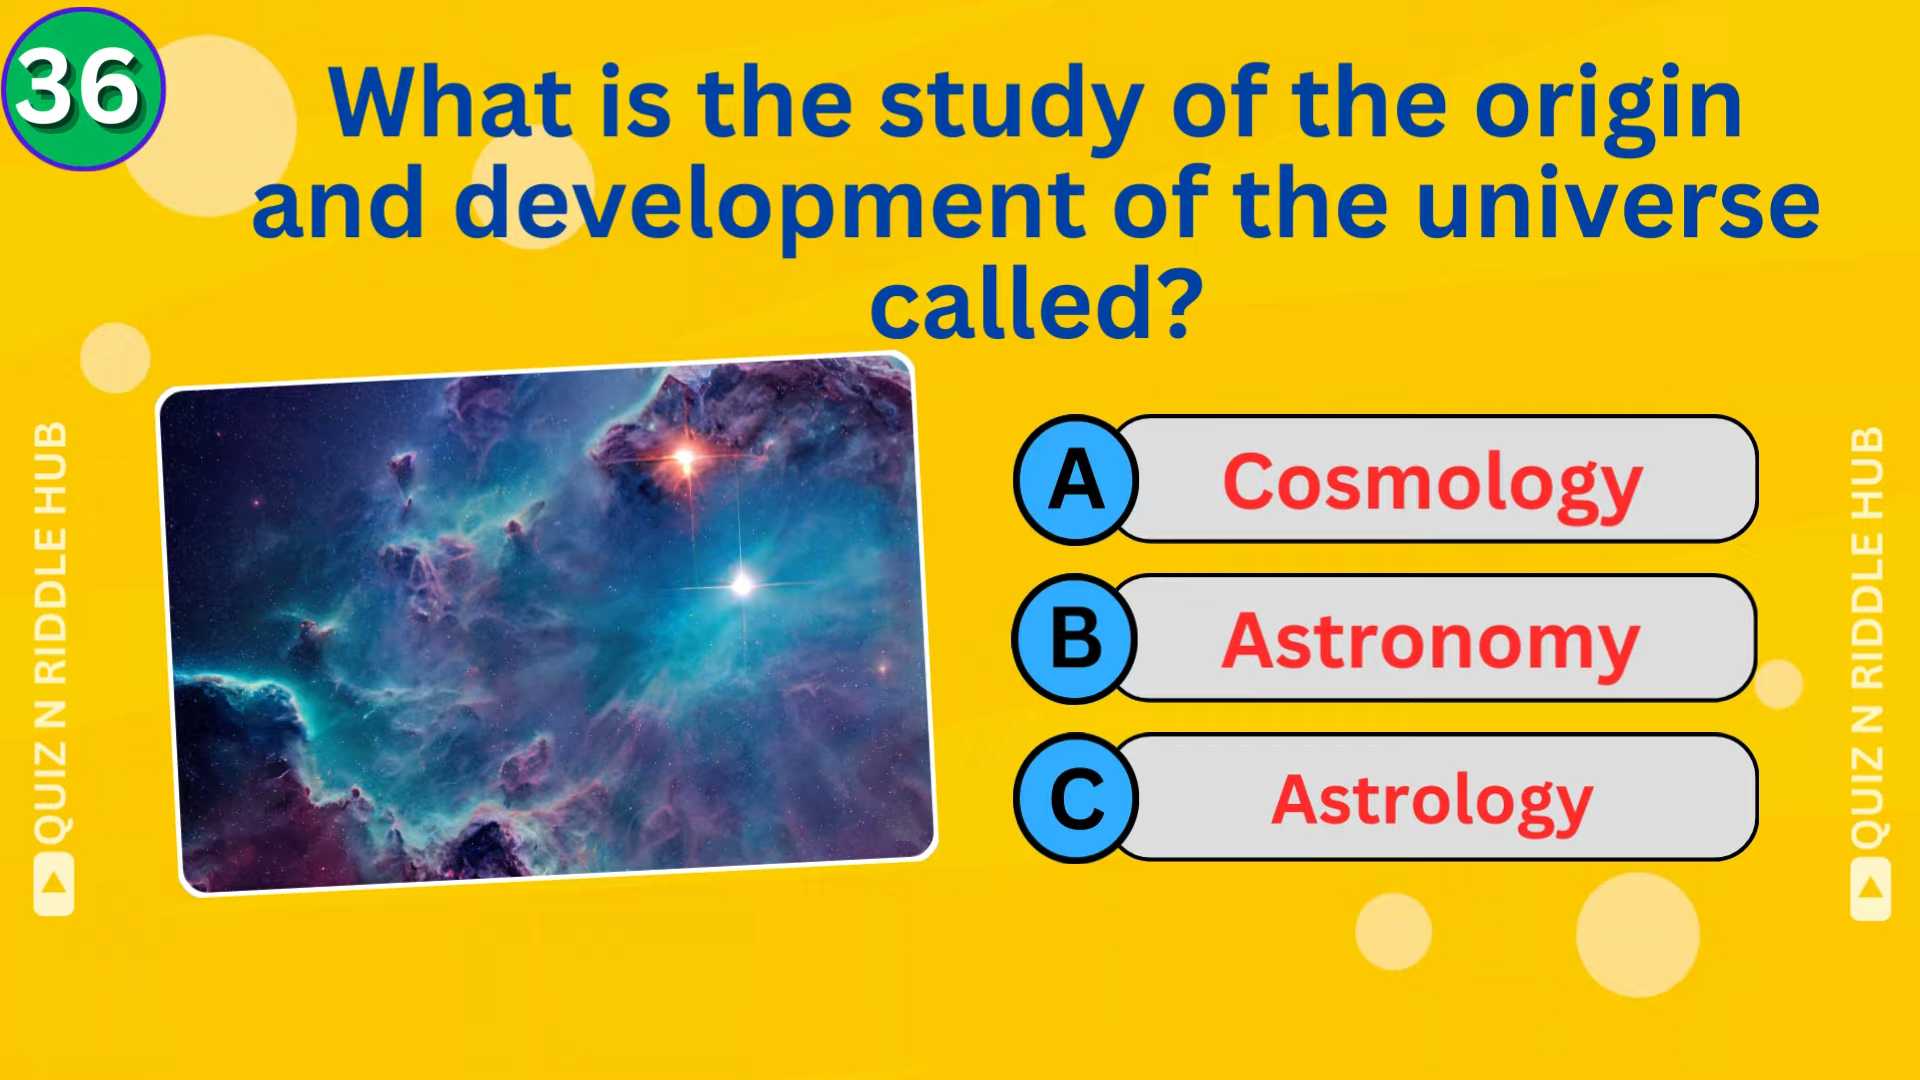 36
What is the study of the origin
and development of the universe
called?
A Cosmology
B Astronomy
C Astrology
QUIZ N RIDDLE HUB
QUIZ N RIDDLE HUB